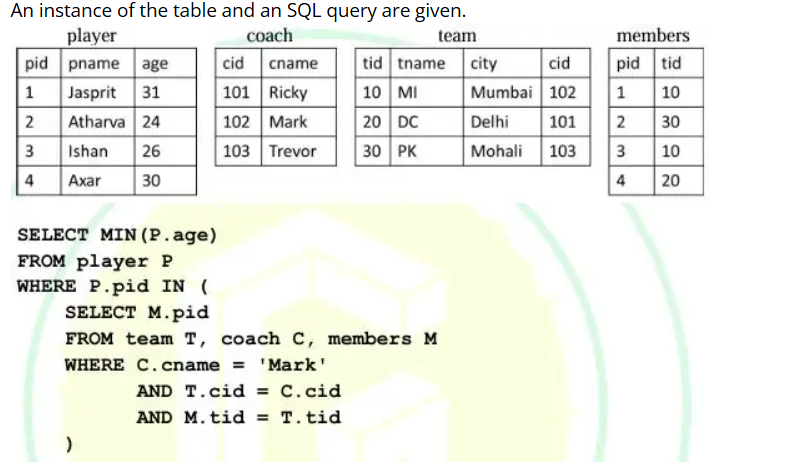 An instance of the table and an SQL query are given.
player coach team members
pid pname age cid cname tid tname city cid pid tid
1 Jasprit 31 101 Ricky 10 MI Mumbai 102 1 10
2 Atharva 24 102 Mark 20 DC Delhi 101 2 30
3 Ishan 26 103 Trevor 30 PK Mohali 103 3 10
4 Axar 30 4 20
SELECT MIN(P.age)
FROM player P
WHERE P.pid IN (
SELECT M.pid
FROM team T, coach C, members M
WHERE C.cname = 'Mark'
AND T.cid = C.cid
AND M.tid = T.tid
)